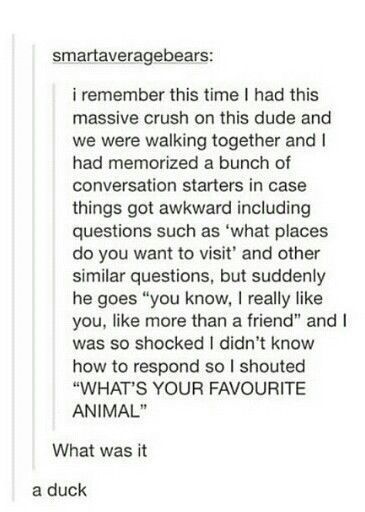 smartaveragebears:
i remember this time I had this
massive crush on this dude and
we were walking together and I
had memorized a bunch of
conversation starters in case
things got awkward including
questions such as ‘what places
do you want to visit’ and other
similar questions, but suddenly
he goes “you know, I really like
you, like more than a friend” and I
was so shocked I didn’t know
how to respond so I shouted
“WHAT’S YOUR FAVOURITE
ANIMAL”
What was it
a duck